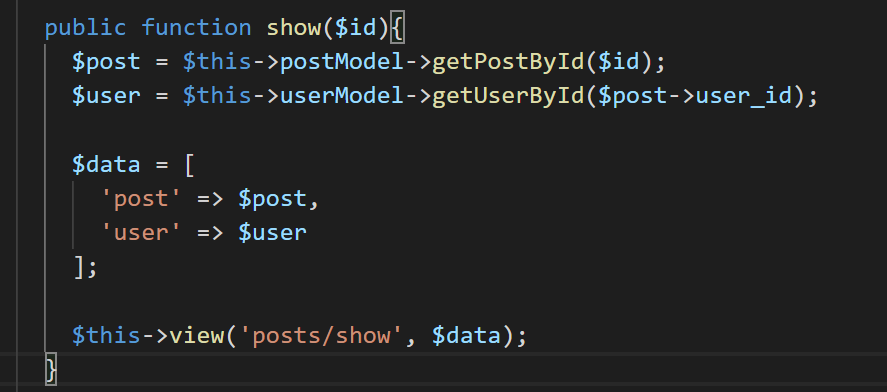 public function show($id){
$post = $this->postModel->getPostById($id);
$user = $this->userModel->getUserById($post->user_id);
$data = [
'post' => $post,
'user' => $user
];
$this->view('posts/show', $data);
}